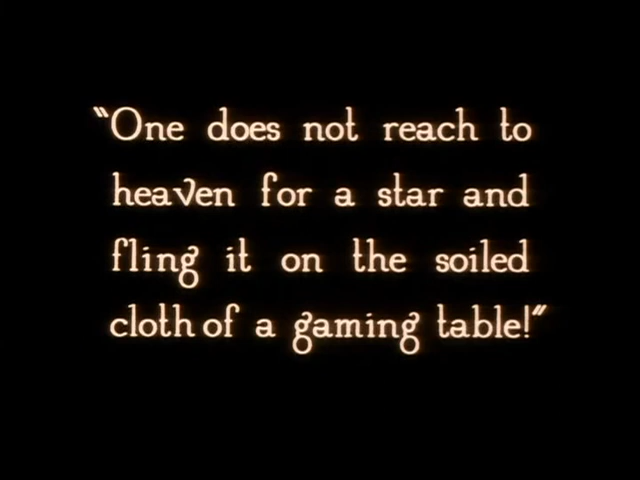 “One does not reach to
heaven for a star and
fling it on the soiled
cloth of a gaming table!”